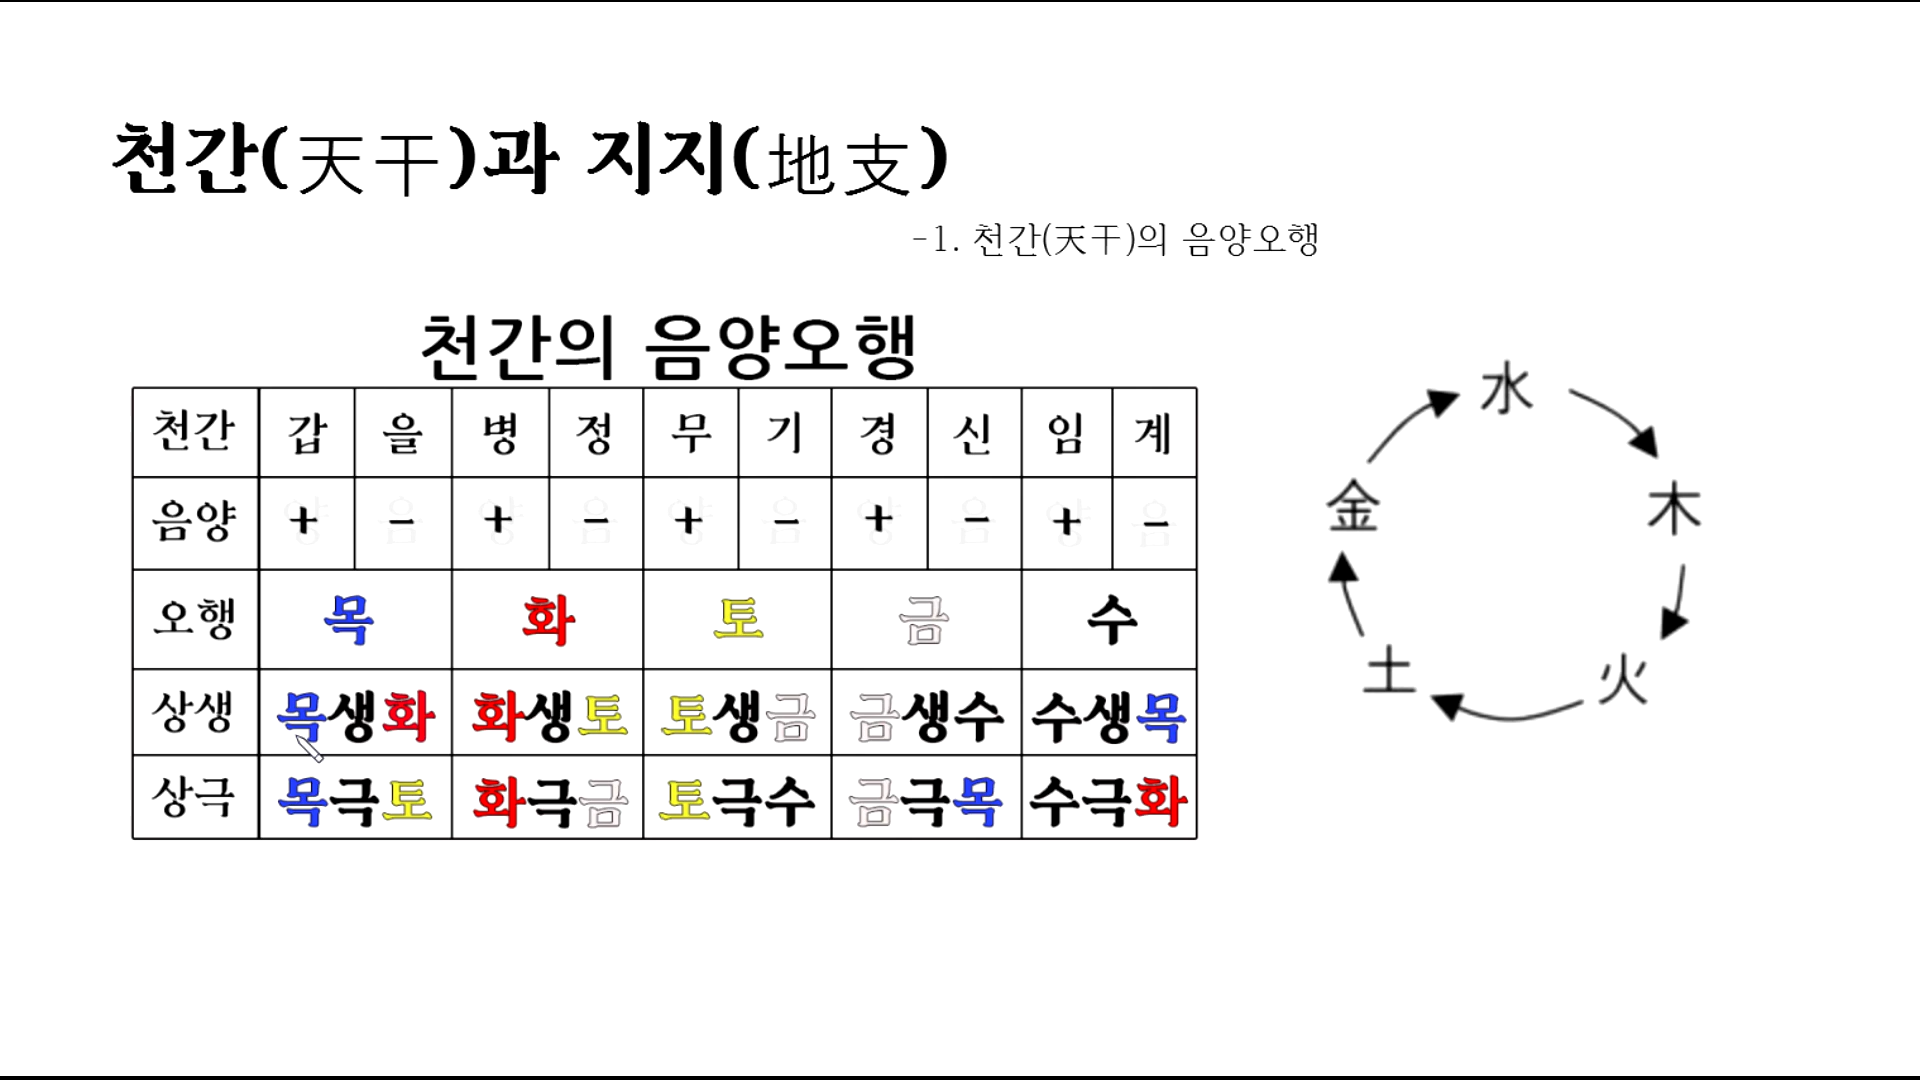 천간(天干)과 지지(地支)
-1. 천간(天干)의 음양오행
천간의 음양오행
천간 갑 을 병 정 무 기 경 신 임 계
음양 + - + - + - + - + -
오행 목 화 토 금 수
상생 목생화 화생토 토생금 금생수 수생목
상극 목극토 화극금 토극수 금극목 수극화
水
金 木
土 火